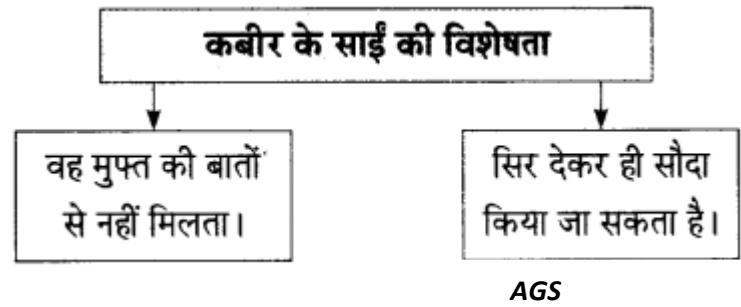 कबीर के साईं की विशेषता
वह मुफ्त की बातों
से नहीं मिलता।
सिर देकर ही सौदा
किया जा सकता है।
AGS